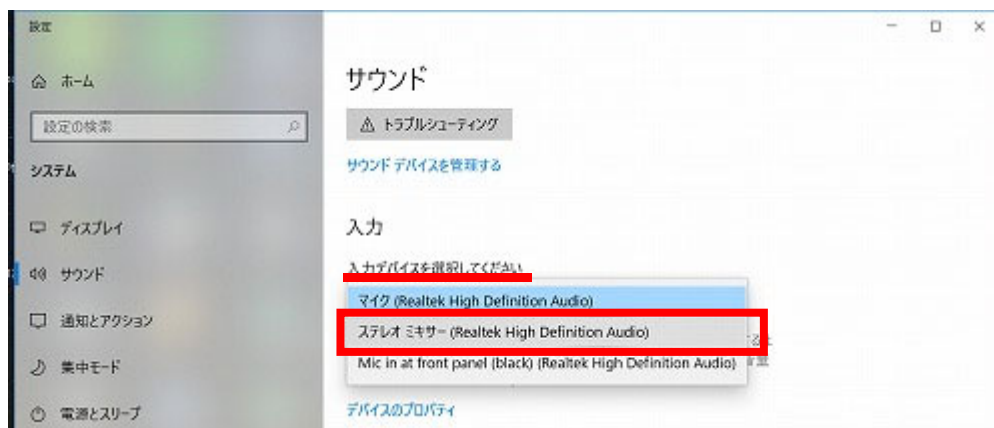 設定
ホーム
設定の検索
システム
ディスプレイ
サウンド
通知とアクション
集中モード
電源とスリープ
サウンド
トラブルシューティング
サウンド デバイスを管理する
入力
入力デバイスを選択してください
マイク (Realtek High Definition Audio)
ステレオ ミキサー (Realtek High Definition Audio)
Mic in at front panel (black) (Realtek High Definition Audio)
デバイスのプロパティ